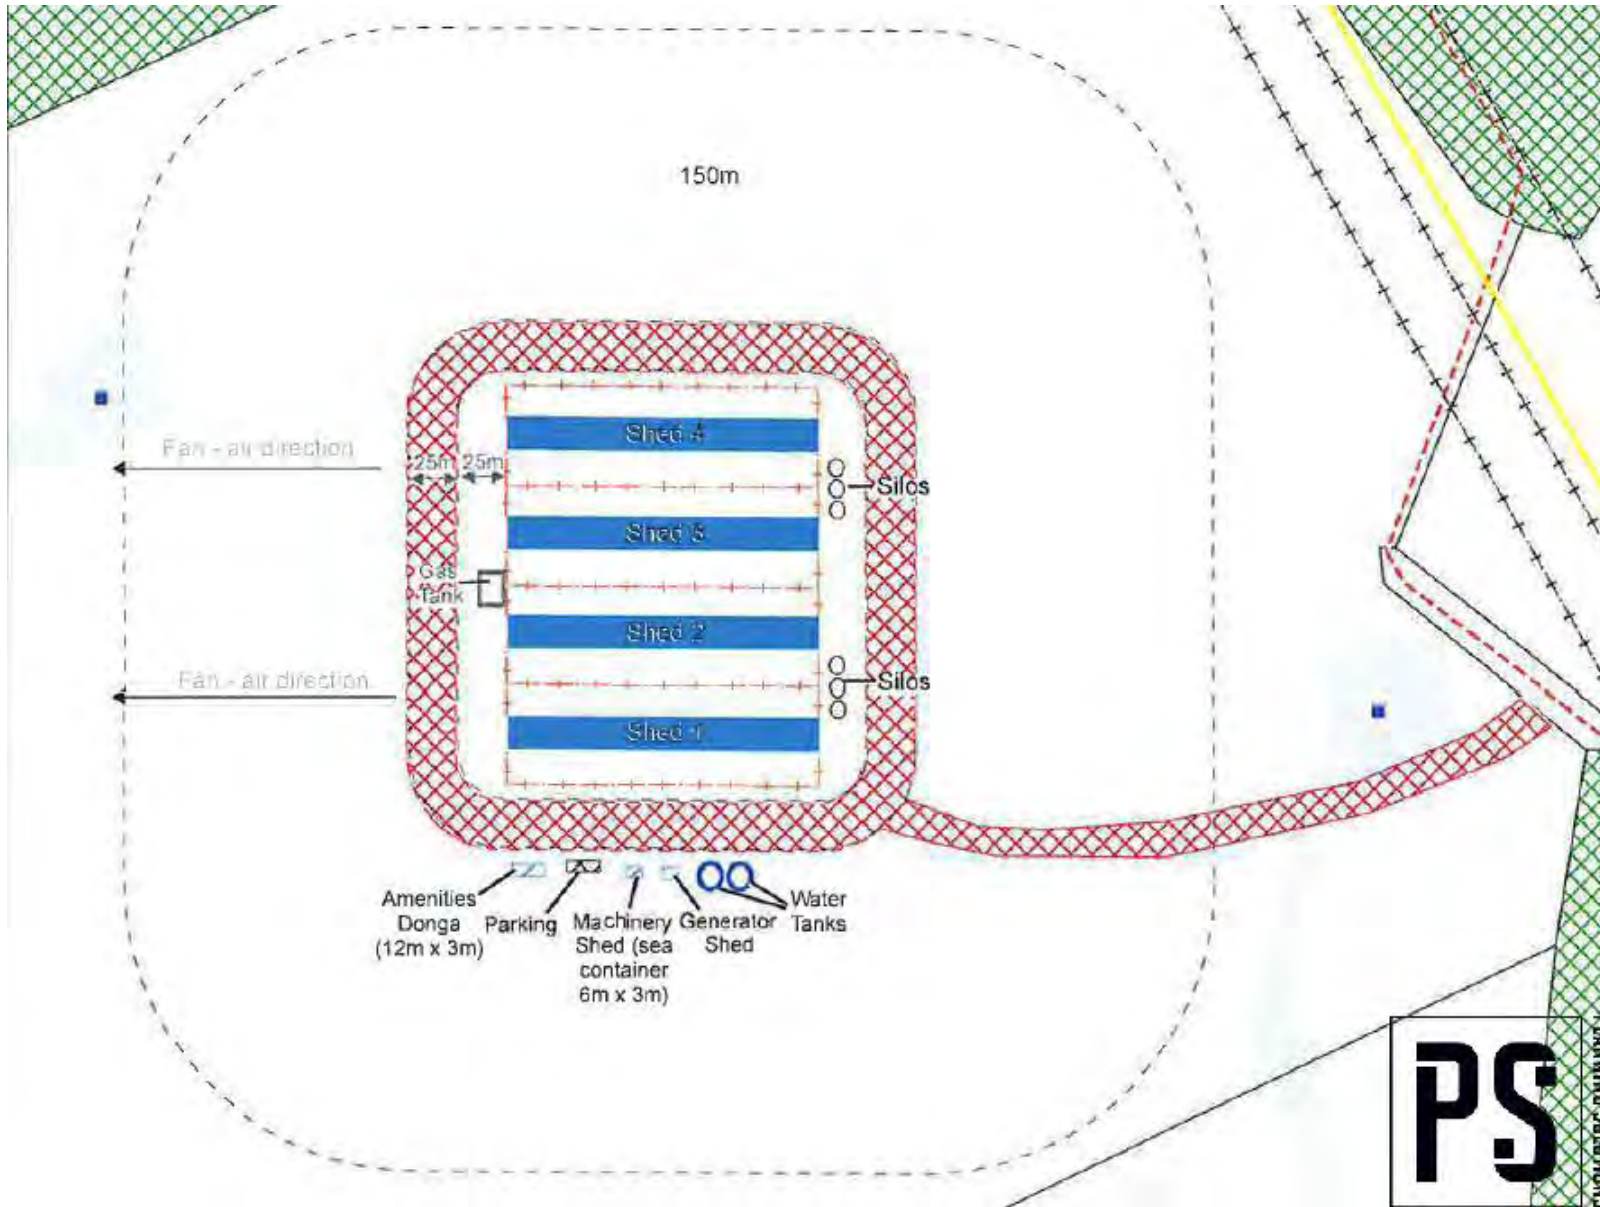 150m
Fan - air direction
25m
25m
Shed 4
Silos
Shed 3
Gas
Tank
Shed 2
Fan - air direction
Silos
Shed 1
Amenities
Donga
(12m x 3m)
Parking
Machinery
Shed (sea
container
6m x 3m)
Generator
Shed
Water
Tanks
PS